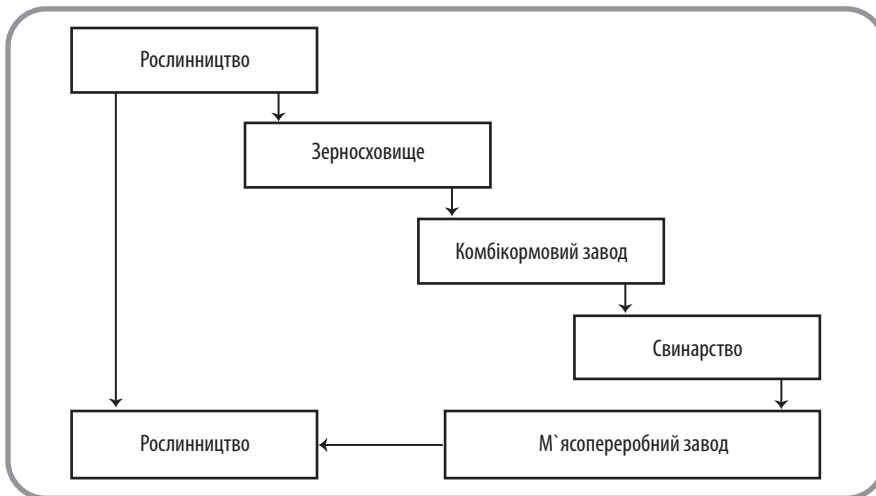 Рослинництво
Зерносховище
Комбікормовий завод
Свинарство
Рослинництво
М`ясопереробний завод